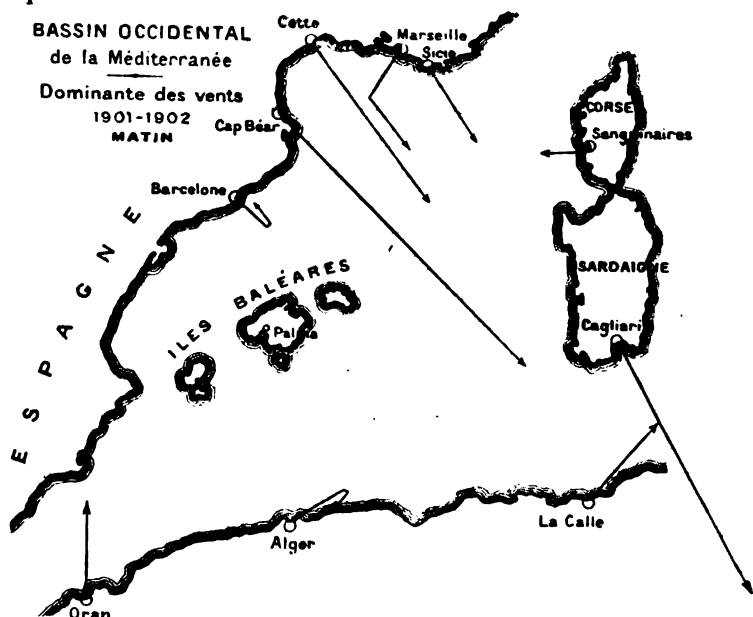 BASSIN OCCIDENTAL
de la Méditerranée
Dominante des vents
1901-1902
MATIN
Cette
Marseille
Sicié
Cap Béar
CORSE
Sanguinaires
Barcelone
ESPAGNE
ILES BALÉARES
Palma
SARDAIGNE
Cagliari
La Calle
Alger
Oran